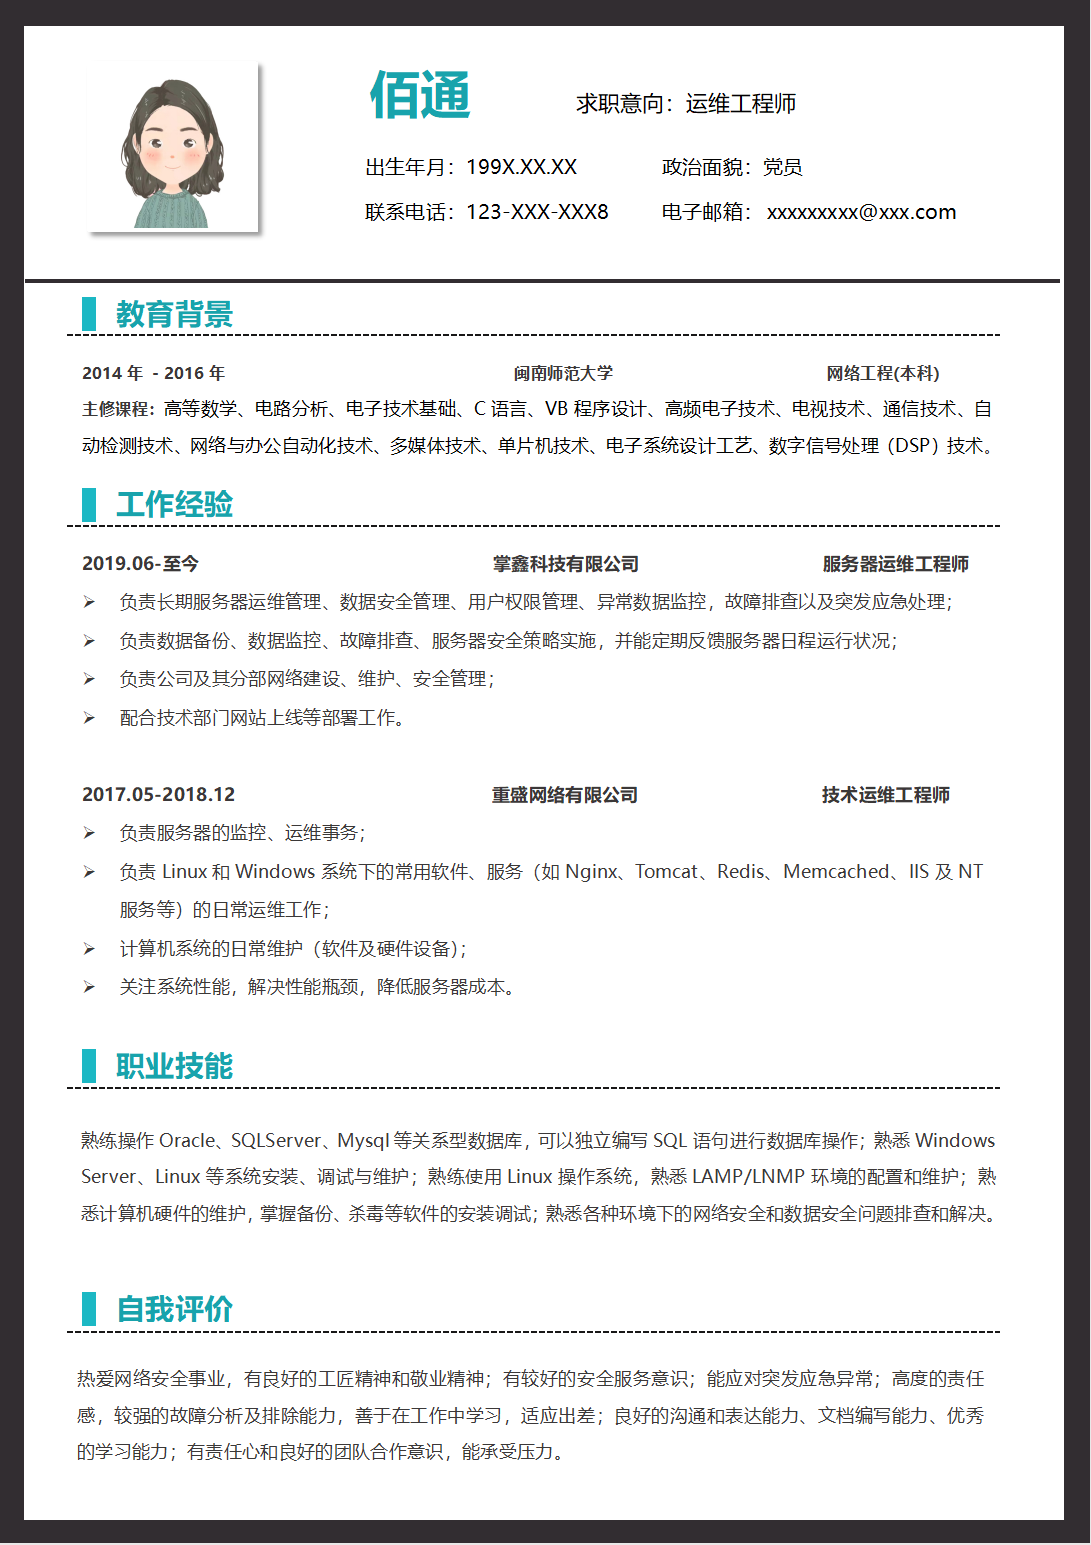 佰通
求职意向：运维工程师
出生年月：199X.XX.XX 政治面貌：党员
联系电话：123-XXX-XXX8 电子邮箱： xxxxxxxxx@xxx.com
教育背景
2014 年 - 2016 年 闽南师范大学 网络工程(本科)
主修课程：高等数学、电路分析、电子技术基础、C 语言、VB 程序设计、高频电子技术、电视技术、通信技术、自
动检测技术、网络与办公自动化技术、多媒体技术、单片机技术、电子系统设计工艺、数字信号处理（DSP）技术。
工作经验
2019.06-至今 掌鑫科技有限公司 服务器运维工程师
➢ 负责长期服务器运维管理、数据安全管理、用户权限管理、异常数据监控，故障排查以及突发应急处理；
➢ 负责数据备份、数据监控、故障排查、服务器安全策略实施，并能定期反馈服务器日程运行状况；
➢ 负责公司及其分部网络建设、维护、安全管理；
➢ 配合技术部门网站上线等部署工作。
2017.05-2018.12 重盛网络有限公司 技术运维工程师
➢ 负责服务器的监控、运维事务；
➢ 负责 Linux 和 Windows 系统下的常用软件、服务（如 Nginx、Tomcat、Redis、Memcached、IIS 及 NT
服务等）的日常运维工作；
➢ 计算机系统的日常维护（软件及硬件设备）；
➢ 关注系统性能，解决性能瓶颈，降低服务器成本。
职业技能
熟练操作 Oracle、SQLServer、Mysql 等关系型数据库，可以独立编写 SQL 语句进行数据库操作；熟悉 Windows
Server、Linux 等系统安装、调试与维护；熟练使用 Linux 操作系统，熟悉 LAMP/LNMP 环境的配置和维护；熟
悉计算机硬件的维护，掌握备份、杀毒等软件的安装调试；熟悉各种环境下的网络安全和数据安全问题排查和解决。
自我评价
热爱网络安全事业，有良好的工匠精神和敬业精神；有较好的安全服务意识；能应对突发应急异常；高度的责任
感，较强的故障分析及排除能力，善于在工作中学习，适应出差；良好的沟通和表达能力、文档编写能力、优秀
的学习能力；有责任心和良好的团队合作意识，能承受压力。